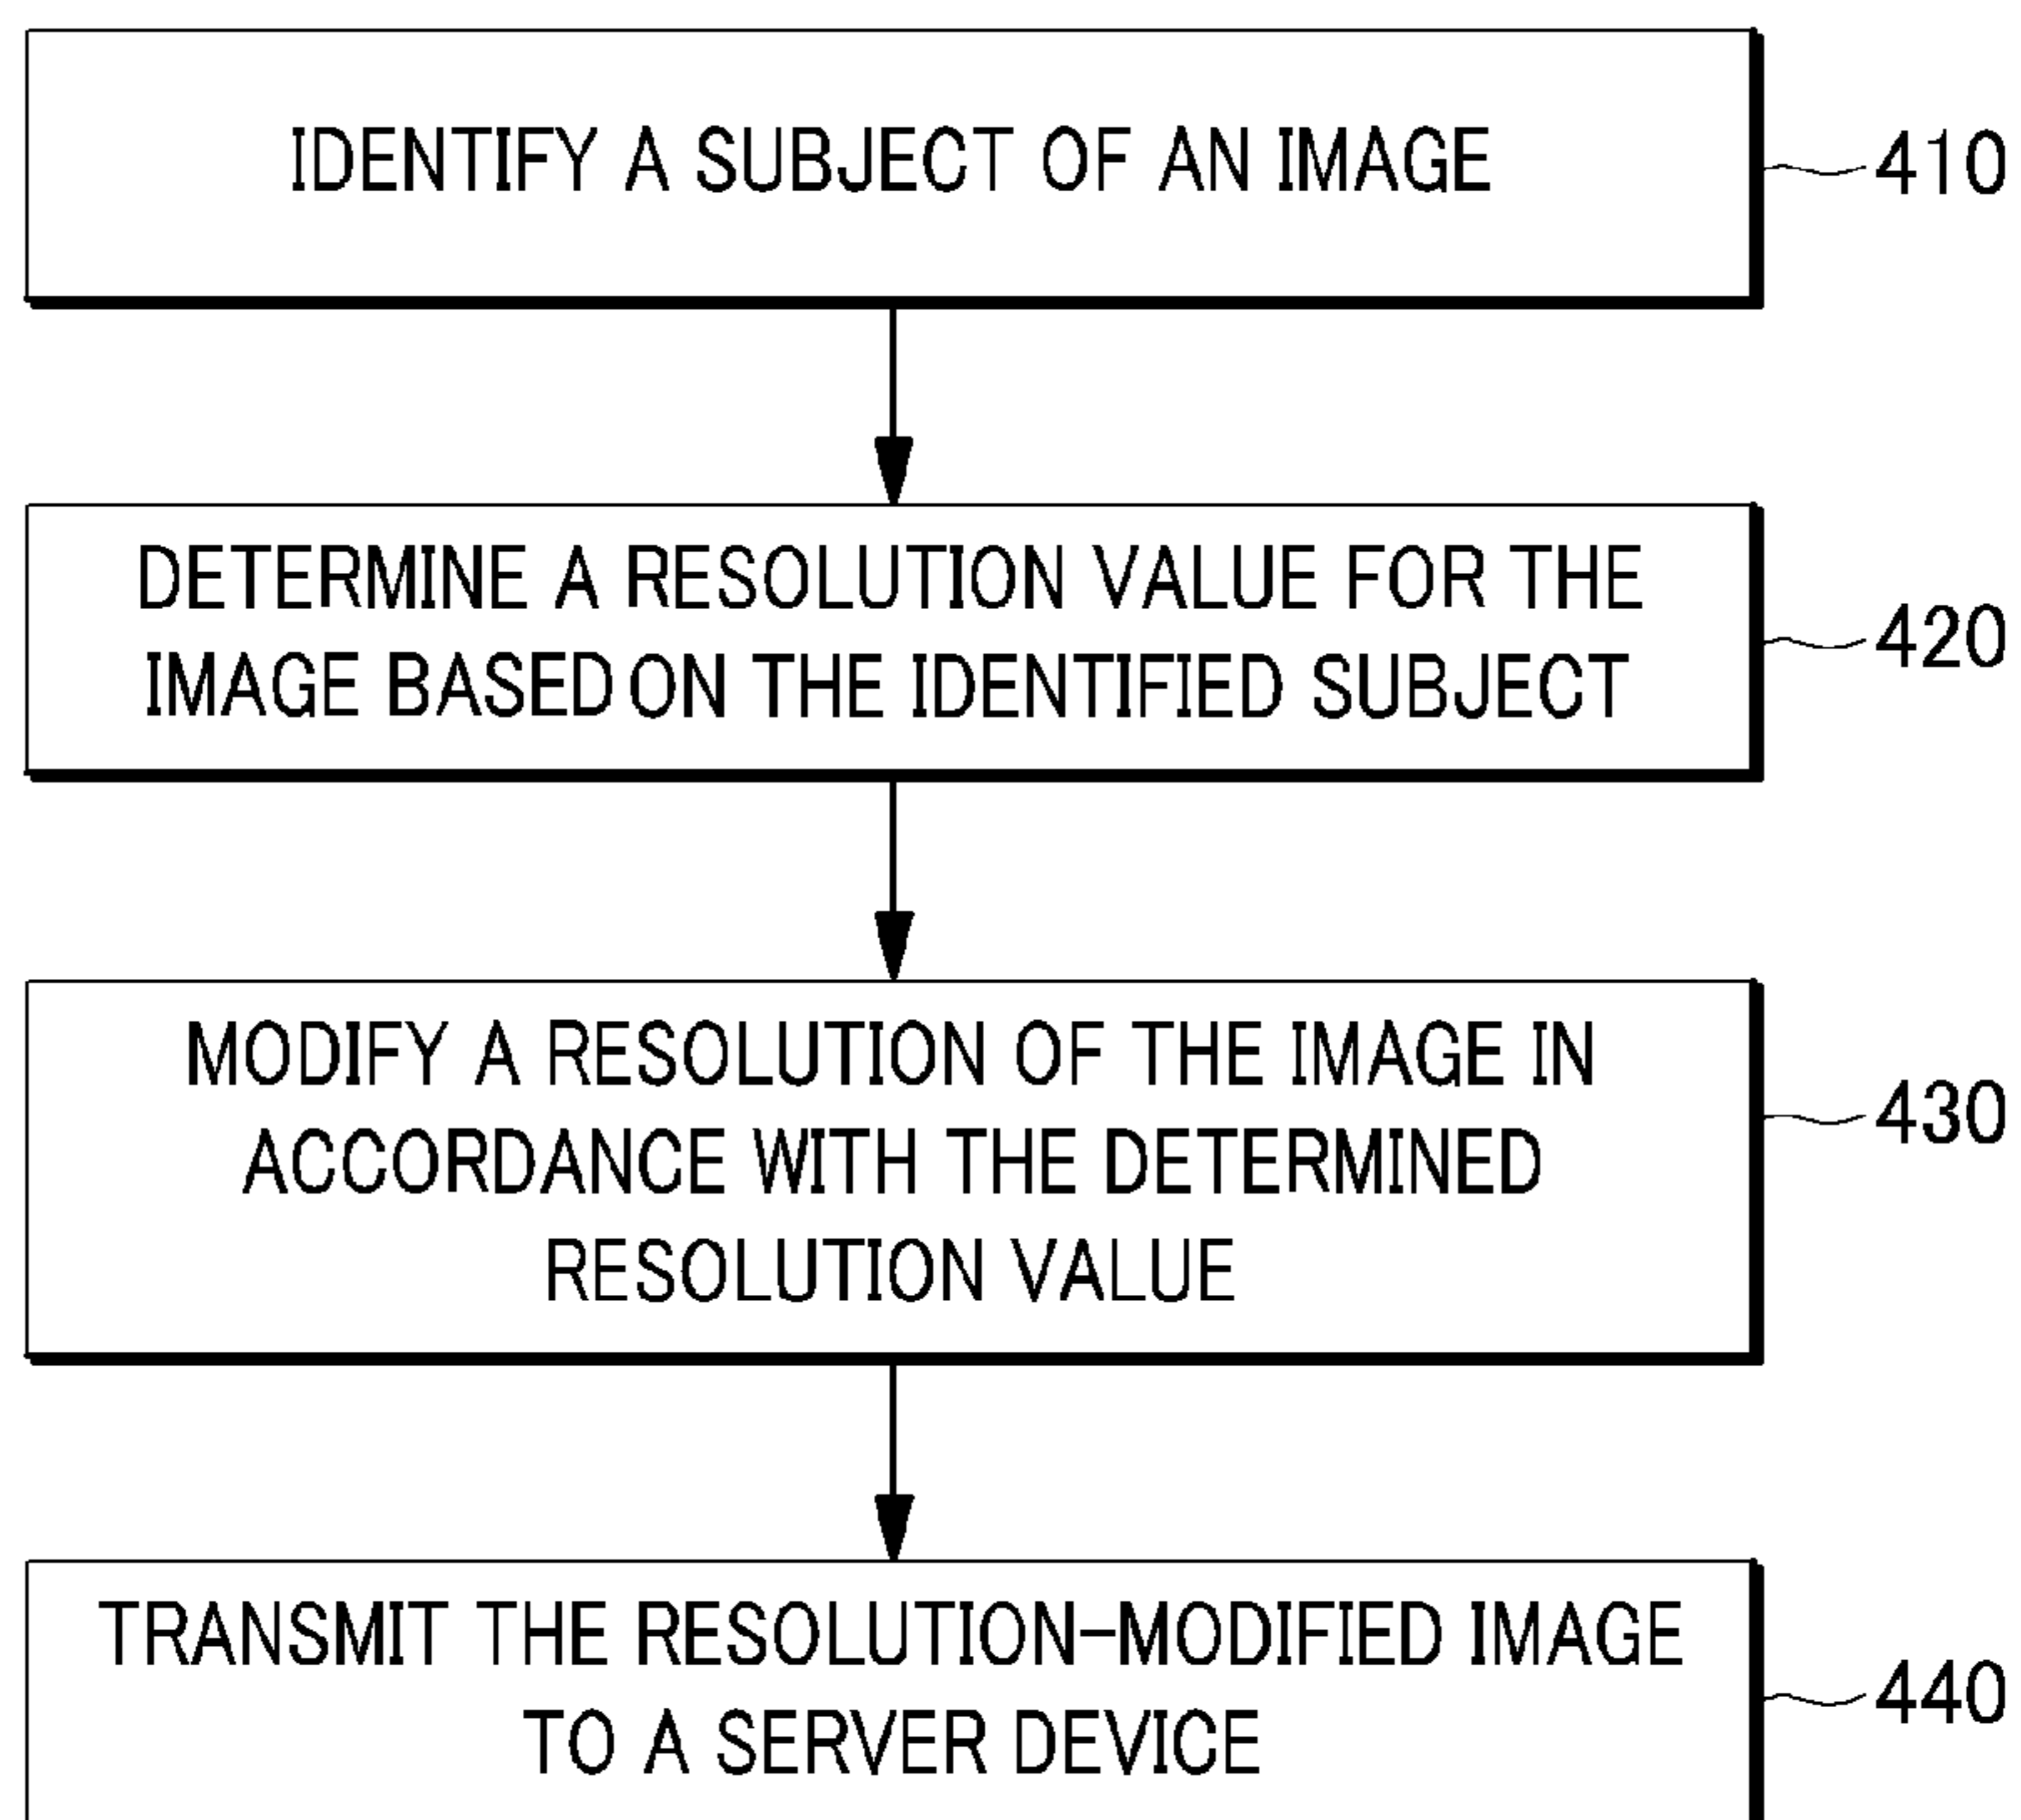 IDENTIFY A SUBJECT OF AN IMAGE
410
DETERMINE A RESOLUTION VALUE FOR THE
IMAGE BASED ON THE IDENTIFIED SUBJECT
420
MODIFY A RESOLUTION OF THE IMAGE IN
ACCORDANCE WITH THE DETERMINED
RESOLUTION VALUE
430
TRANSMIT THE RESOLUTION-MODIFIED IMAGE
TO A SERVER DEVICE
440